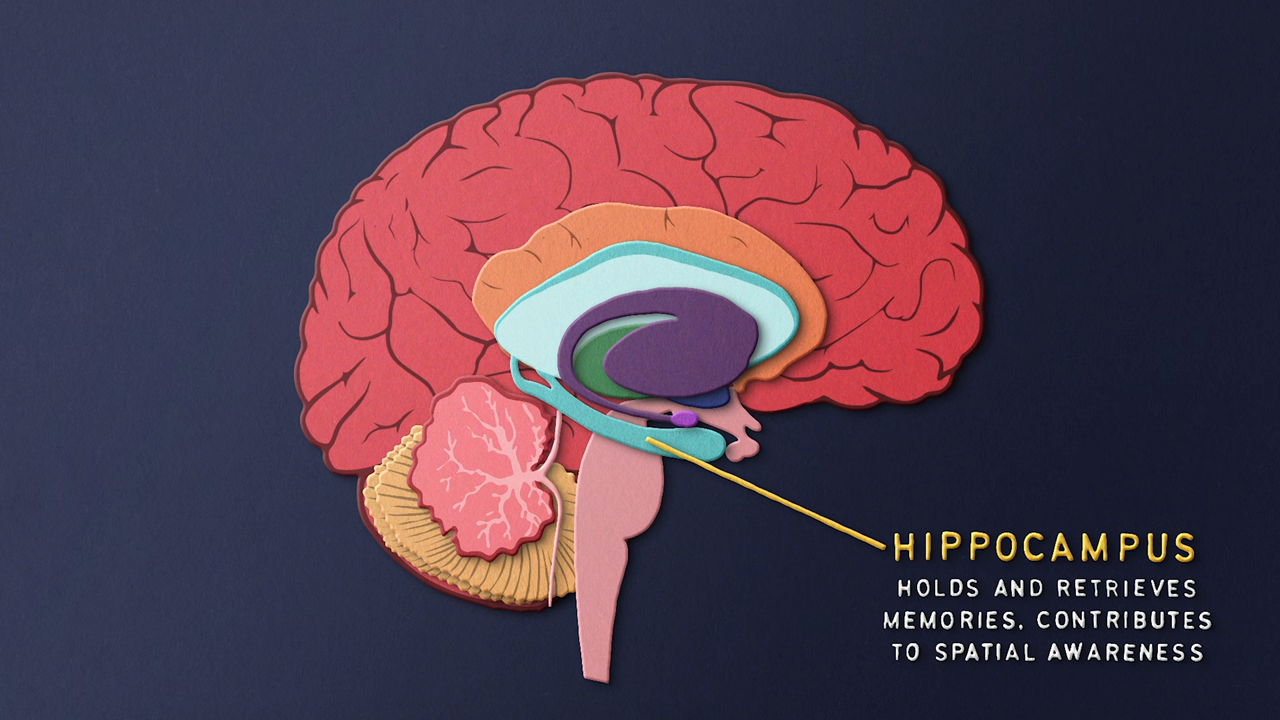 HIPPOCAMPUS
HOLDS AND RETRIEVES
MEMORIES, CONTRIBUTES
TO SPATIAL AWARENESS